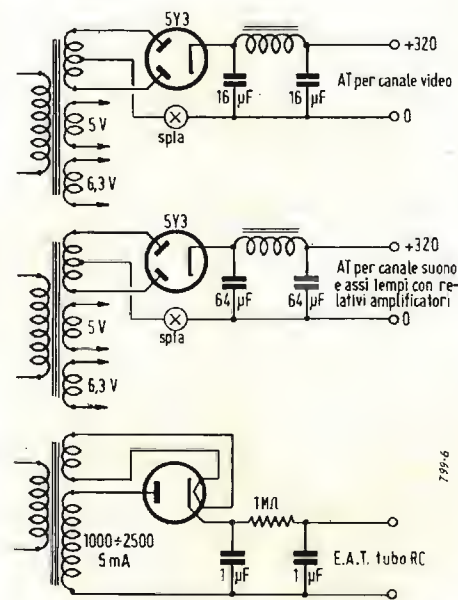 5Y3
+320
16 µF
16 µF
AT per canale video
spia
0
5 V
6,3 V
5Y3
+320
64 µF
64 µF
AT per canale suono
e assi tempi con re-
lativi amplificatori
spia
0
5 V
6,3 V
1000÷2500
5 mA
1 MΩ
1 µF
1 µF
E.A.T. tubo RC
799-6